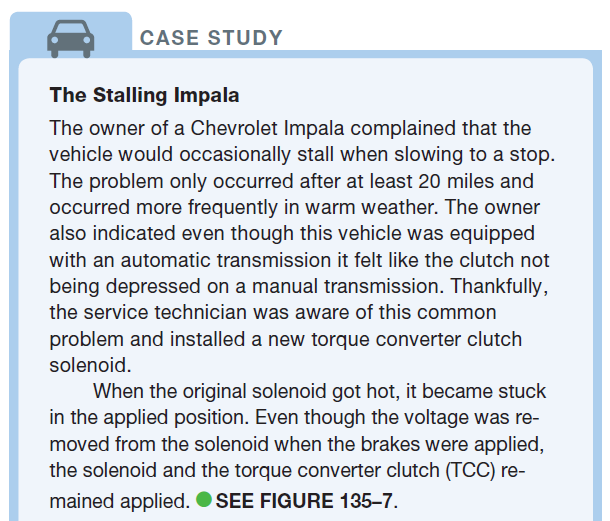 CASE STUDY
The Stalling Impala
The owner of a Chevrolet Impala complained that the
vehicle would occasionally stall when slowing to a stop.
The problem only occurred after at least 20 miles and
occurred more frequently in warm weather. The owner
also indicated even though this vehicle was equipped
with an automatic transmission it felt like the clutch not
being depressed on a manual transmission. Thankfully,
the service technician was aware of this common
problem and installed a new torque converter clutch
solenoid.
When the original solenoid got hot, it became stuck
in the applied position. Even though the voltage was re-
moved from the solenoid when the brakes were applied,
the solenoid and the torque converter clutch (TCC) re-
mained applied. ● SEE FIGURE 135–7.